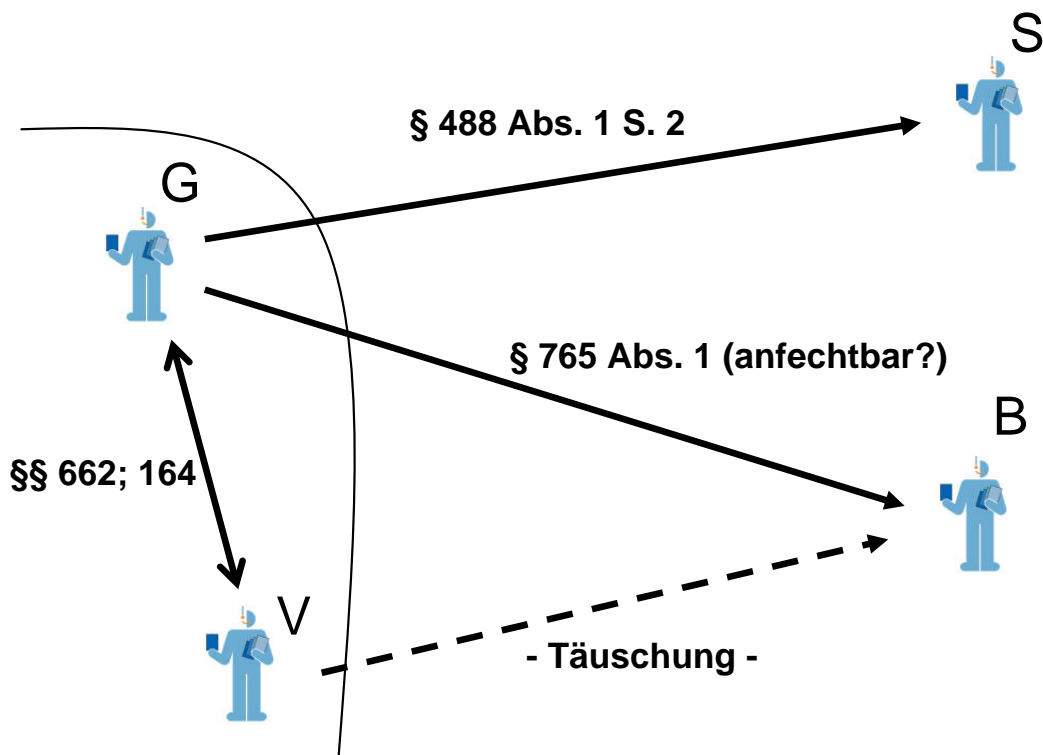 S
§ 488 Abs. 1 S. 2
G
§ 765 Abs. 1 (anfechtbar?)
B
§§ 662; 164
V
- Täuschung -